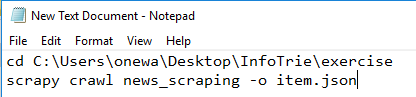 New Text Document - Notepad
File Edit Format View Help
cd C:\Users\onewa\Desktop\InfoTrie\exercise
scrapy crawl news_scraping -o item.json